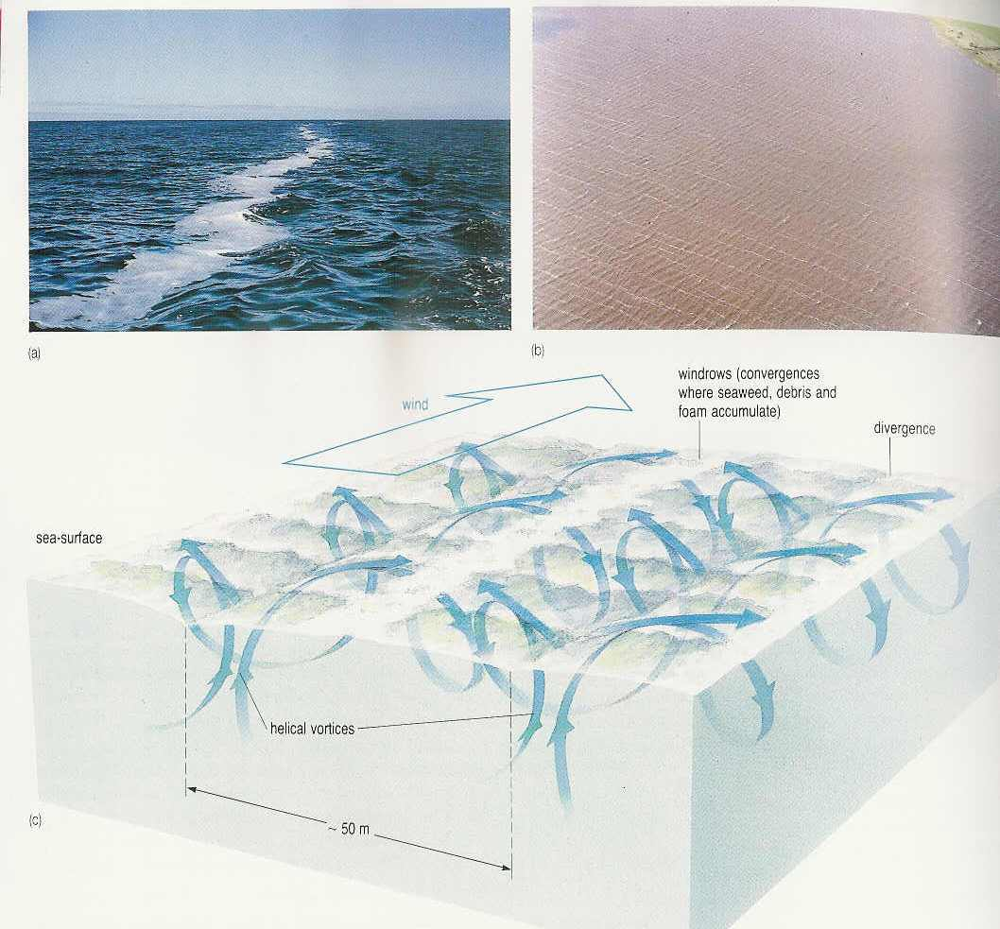 (a)
(b)
wind
windrows (convergences
where seaweed, debris and
foam accumulate)
divergence
sea-surface
helical vortices
~ 50 m
(c)